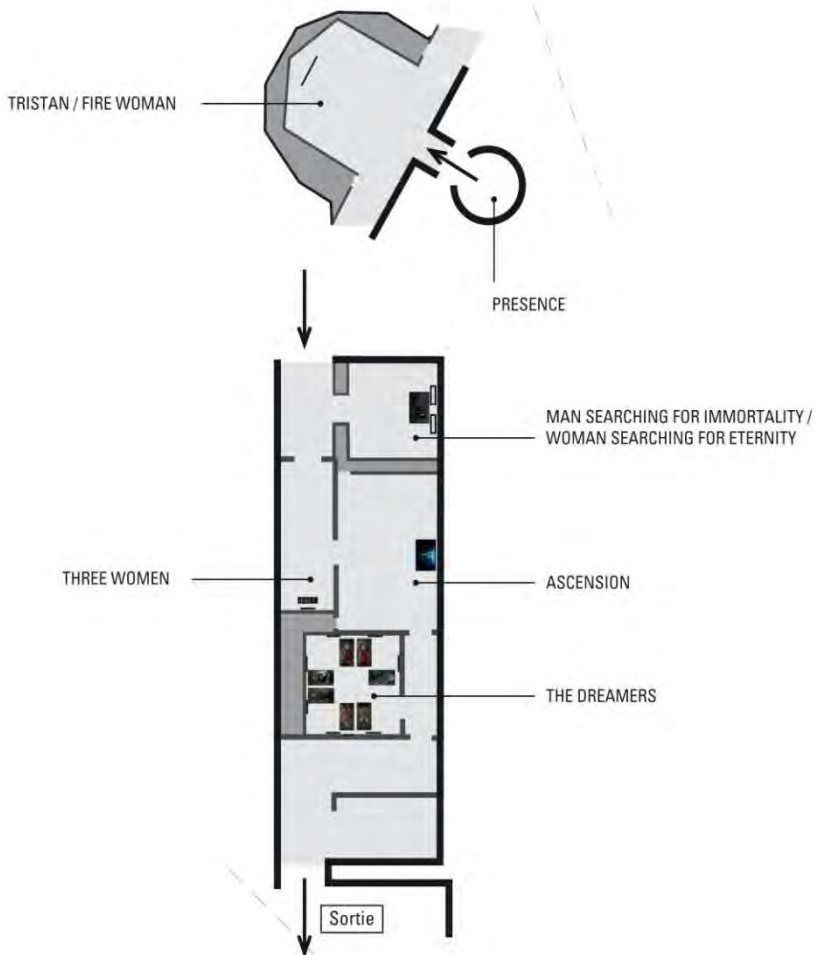 TRISTAN / FIRE WOMAN
PRESENCE
MAN SEARCHING FOR IMMORTALITY /
WOMAN SEARCHING FOR ETERNITY
THREE WOMEN
ASCENSION
THE DREAMERS
Sortie